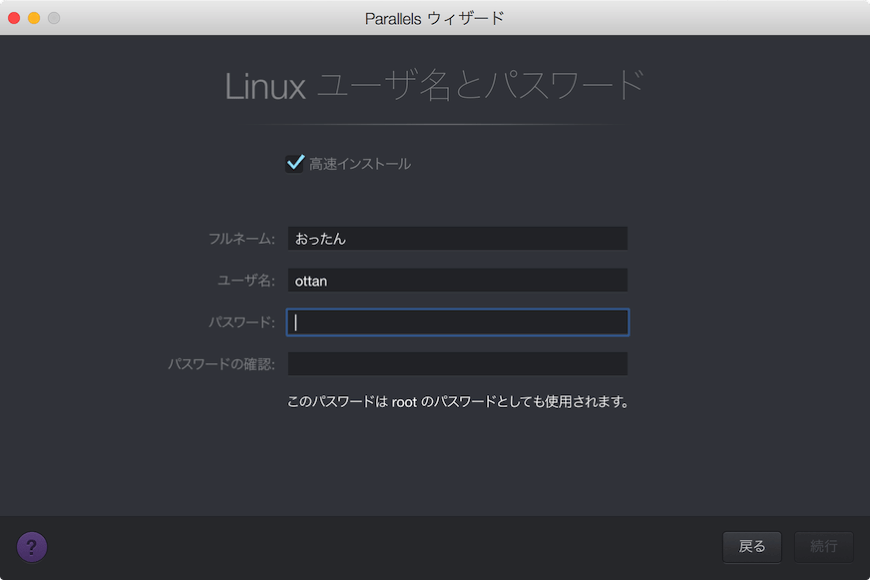 Parallels ウィザード
Linux ユーザ名とパスワード
高速インストール
フルネーム: おったん
ユーザ名: ottan
パスワード:
パスワードの確認:
このパスワードは root のパスワードとしても使用されます。
? 戻る 続行